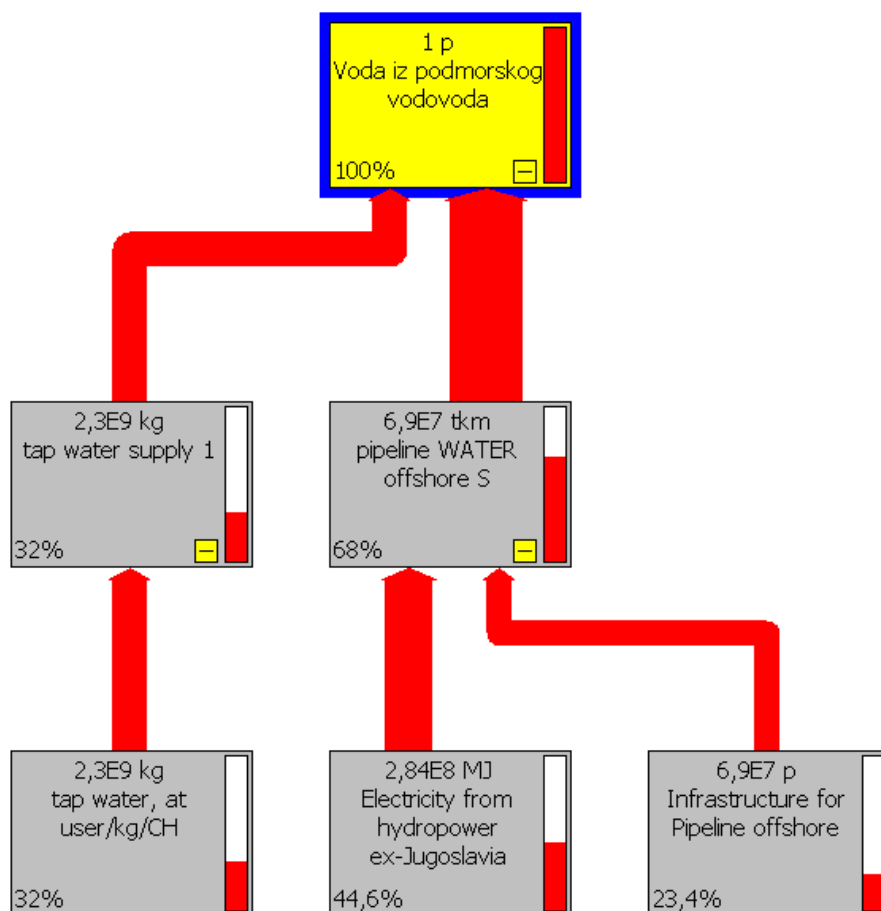 1 p
Voda iz podmorskog
vodovoda
100%
2,3E9 kg
tap water supply 1
32%
6,9E7 tkm
pipeline WATER
offshore S
68%
2,3E9 kg
tap water, at
user/kg/CH
32%
2,84E8 MJ
Electricity from
hydropower
ex-Jugoslavia
44,6%
6,9E7 p
Infrastructure for
Pipeline offshore
23,4%